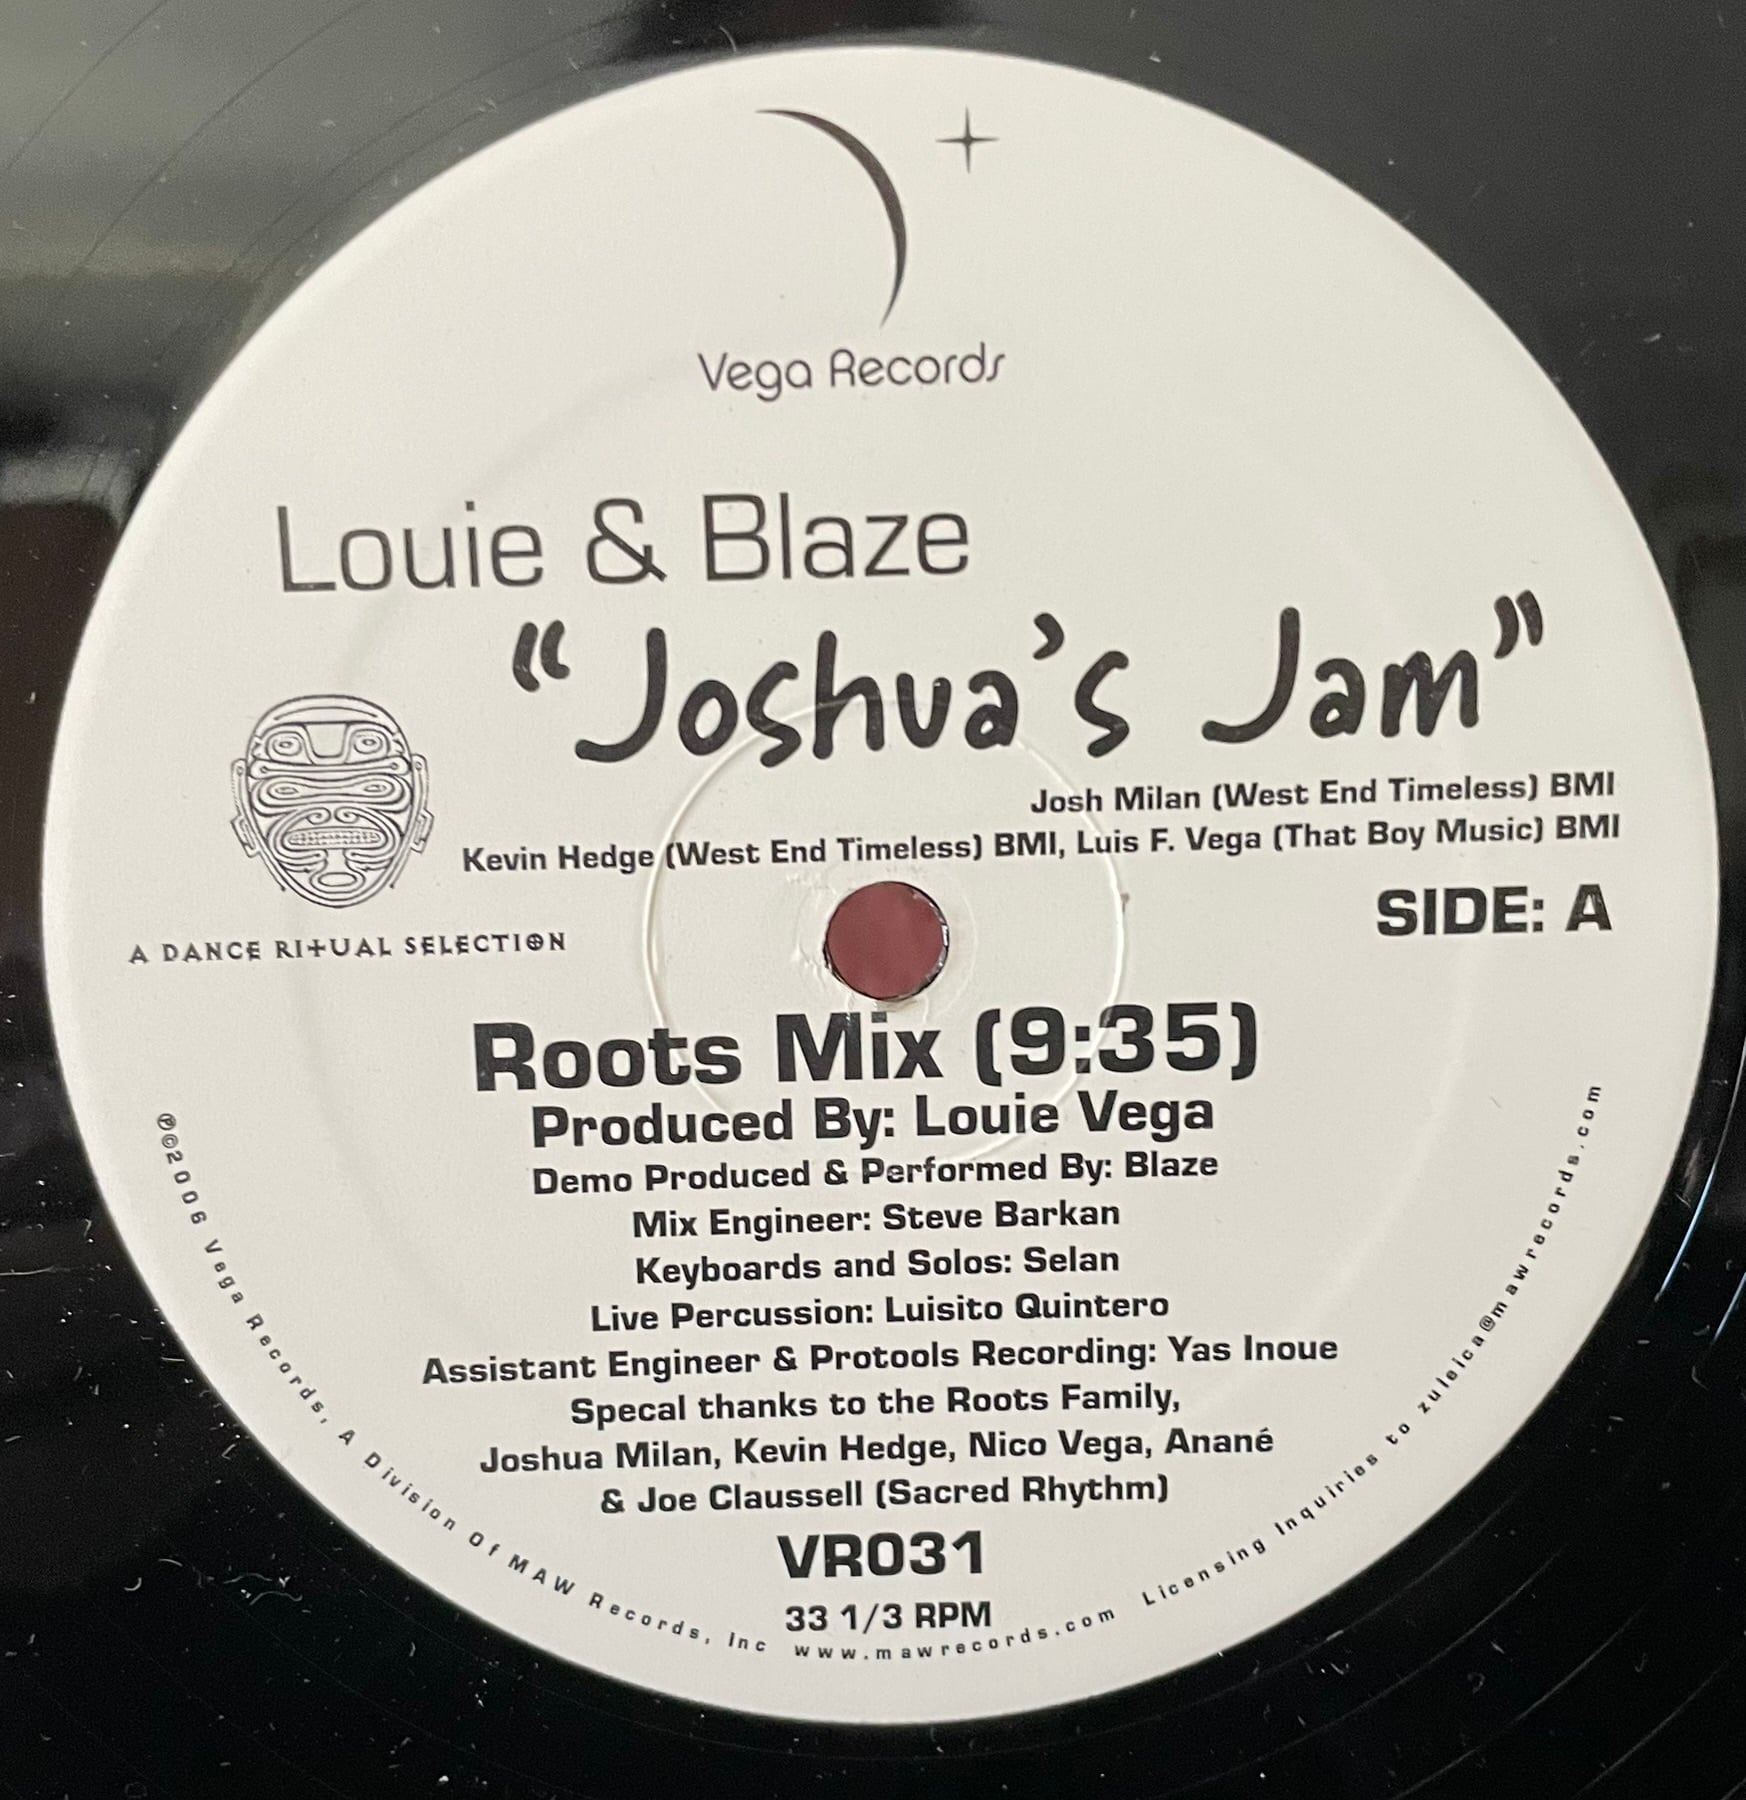 Vega Records
Louie & Blaze
“Joshua’s Jam”
Josh Milan (West End Timeless) BMI
Kevin Hedge (West End Timeless) BMI, Luis F. Vega (That Boy Music) BMI
A DANCE RITUAL SELECTION
SIDE: A
Roots Mix (9:35)
Produced By: Louie Vega
Demo Produced & Performed By: Blaze
Mix Engineer: Steve Barkan
Keyboards and Solos: Selan
Live Percussion: Luisito Quintero
Assistant Engineer & Protools Recording: Yas Inoue
Specal thanks to the Roots Family,
Joshua Milan, Kevin Hedge, Nico Vega, Anané
& Joe Claussell (Sacred Rhythm)
VR031
33 1/3 RPM
℗©2006 Vega Records, A Division Of MAW Records, Inc www.mawrecords.com Licensing Inquiries to zuleica@mawrecords.com